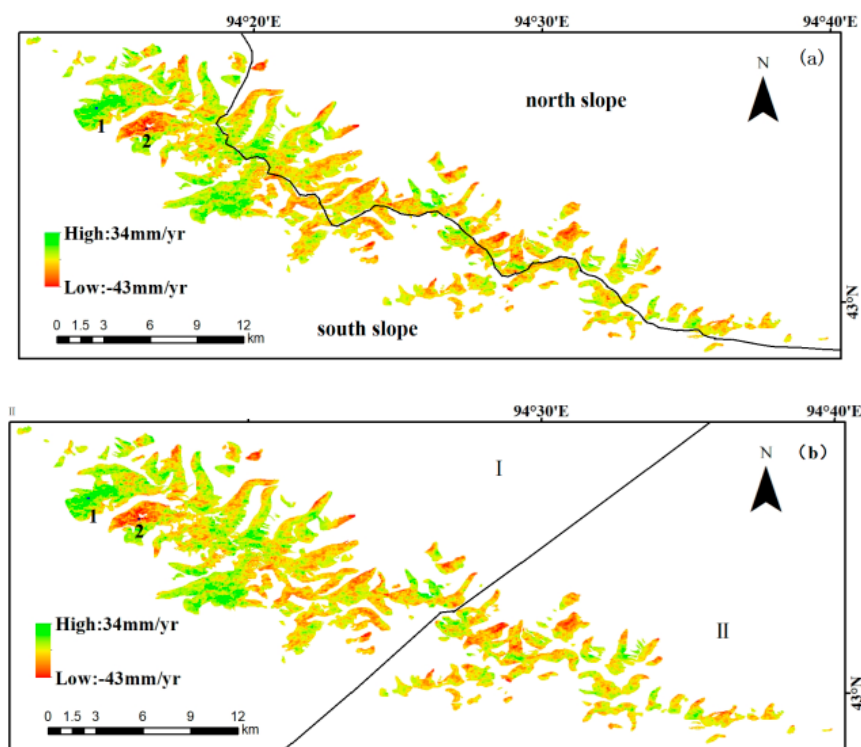 94°20'E 94°30'E 94°40'E
(a)
N
north slope
1
2
High:34mm/yr
Low:-43mm/yr
south slope
43°N
0 1.5 3 6 9 12
km
II 94°30'E 94°40'E
(b)
I
N
1
2
II
High:34mm/yr
Low:-43mm/yr
43°N
0 1.5 3 6 9 12
km